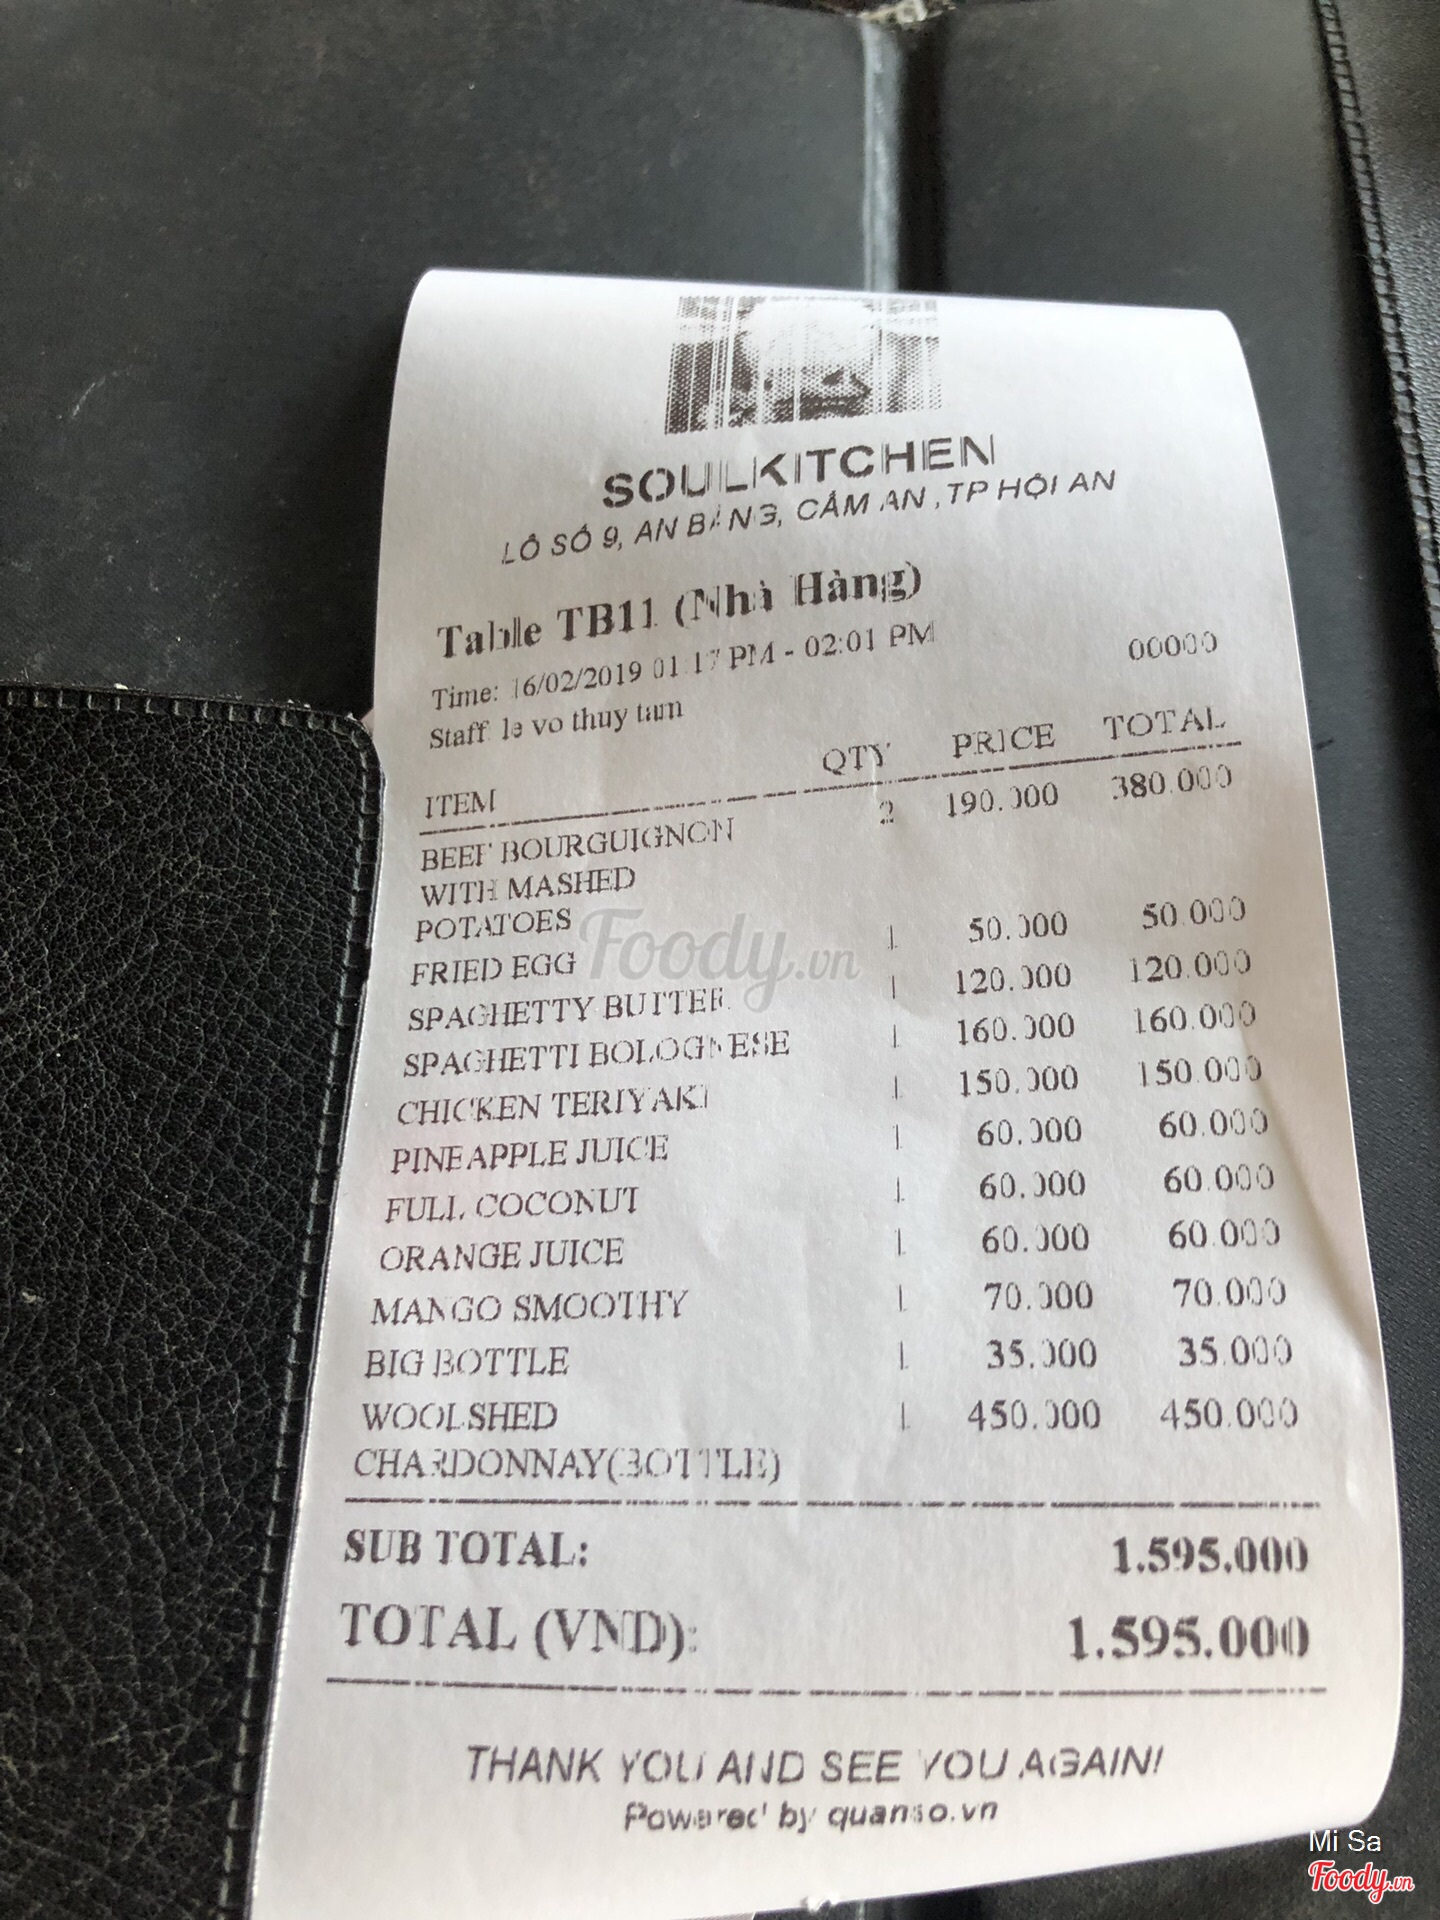 SOULKITCHEN
LÔ SỐ 9, AN BÀNG, CẨM AN ,TP HỘI AN
Table TB11 (Nhà Hàng)
Time: 16/02/2019 01:17 PM - 02:01 PM 00000
Staff: le vo thuy tam
ITEM QTY PRICE TOTAL
BEEF BOURGUIGNON 2 190.000 380.000
WITH MASHED
POTATOES
FRIED EGG 1 50.000 50.000
SPAGHETTY BUTTER 1 120.000 120.000
SPAGHETTI BOLOGNESE 1 160.000 160.000
CHICKEN TERIYAKI 1 150.000 150.000
PINEAPPLE JUICE 1 60.000 60.000
FULL COCONUT 1 60.000 60.000
ORANGE JUICE 1 60.000 60.000
MANGO SMOOTHY 1 70.000 70.000
BIG BOTTLE 1 35.000 35.000
WOOLSHED 1 450.000 450.000
CHARDONNAY(BOTTLE)
SUB TOTAL: 1.595.000
TOTAL (VND): 1.595.000
THANK YOU AND SEE YOU AGAIN!
Powered by quanso.vn
Foody.vn
Mi Sa
Foody.vn